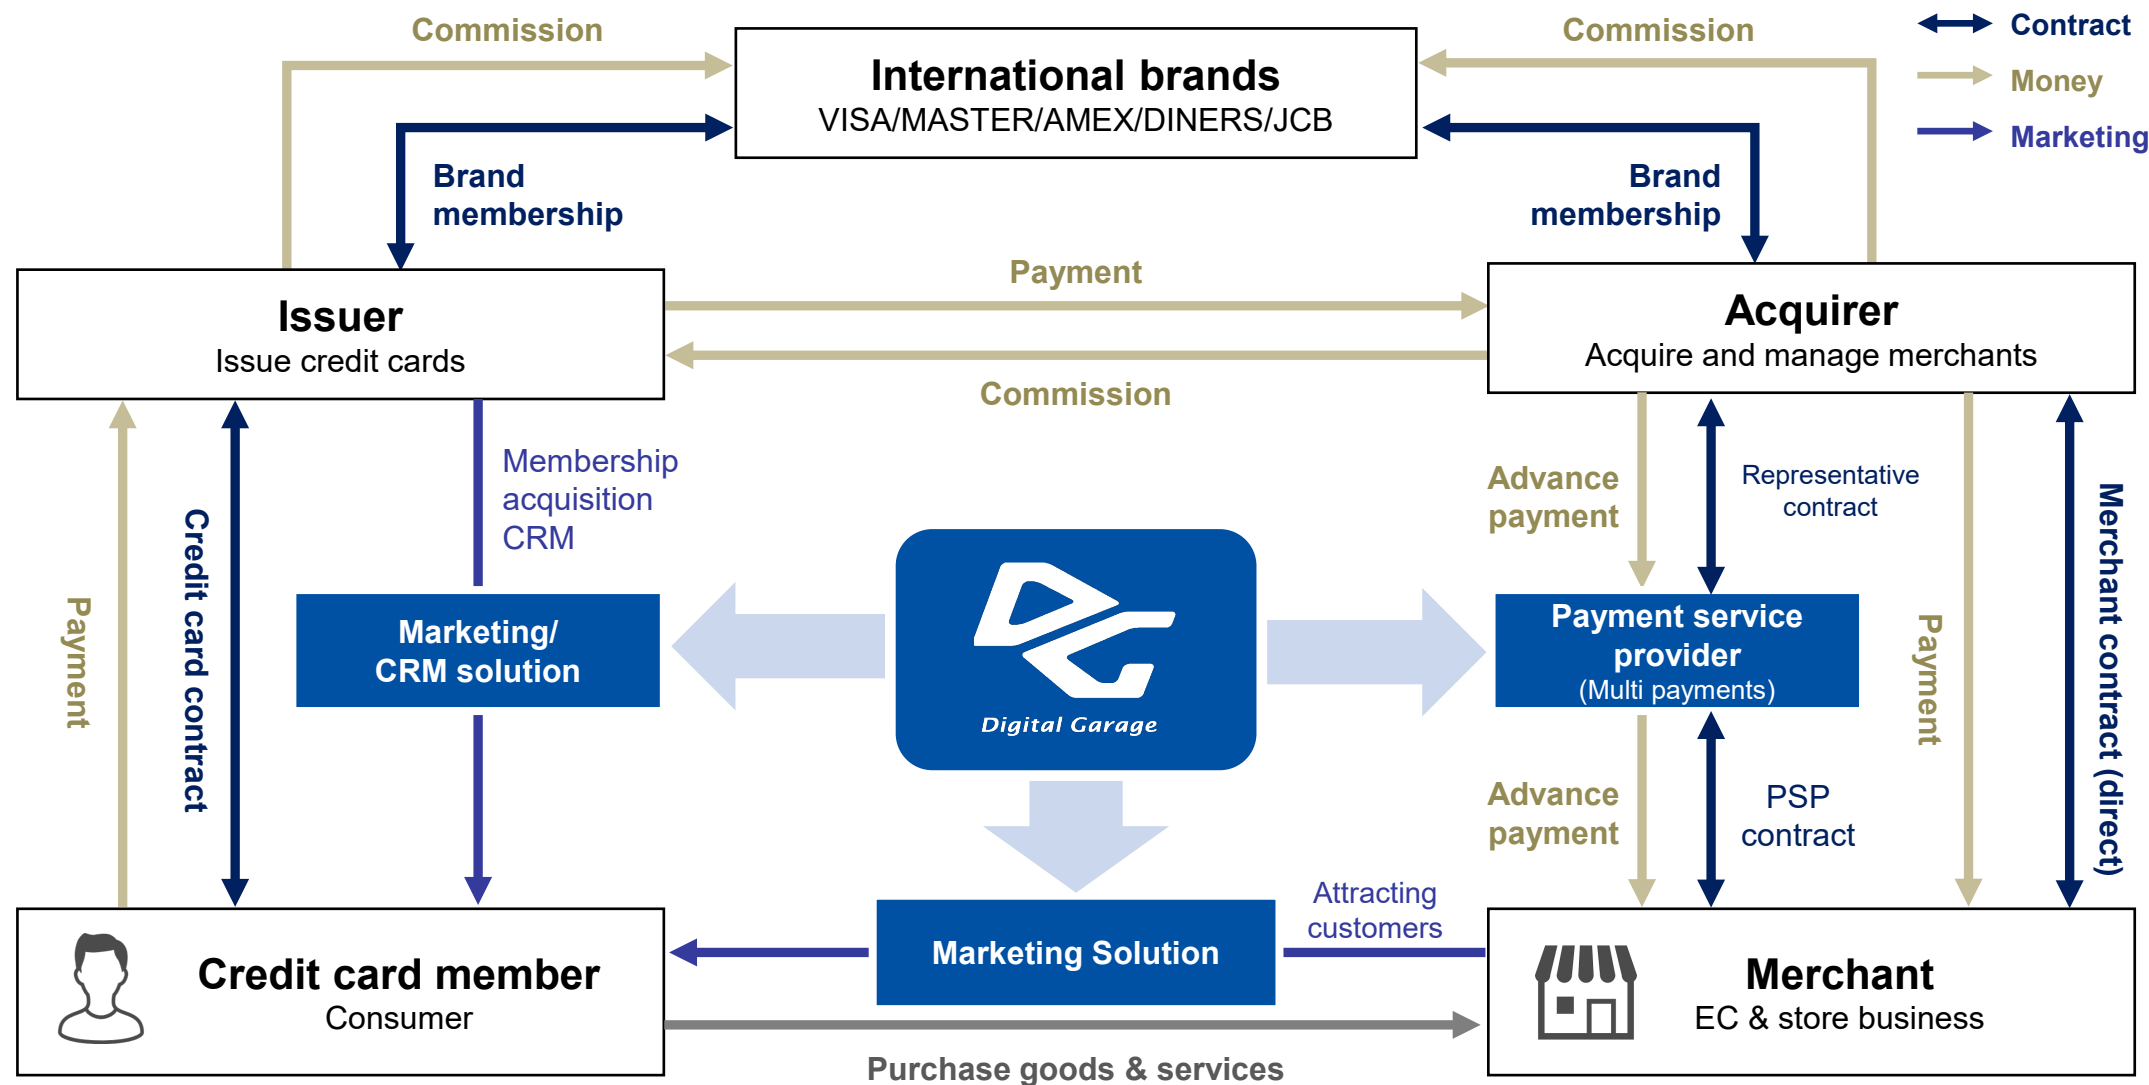 Commission
Commission
Contract
International brands
Money
VISA/MASTER/AMEX/DINERS/JCB
Marketing
Brand
membership
Brand
membership
Payment
Issuer
Issue credit cards
Acquirer
Acquire and manage merchants
Commission
Membership
acquisition
CRM
Advance
payment
Representative
contract
Payment
Credit card contract
Marketing/
CRM solution
Digital Garage
Payment service
provider
(Multi payments)
Payment
Merchant contract (direct)
Advance
payment
PSP
contract
Attracting
customers
Marketing Solution
Credit card member
Consumer
Merchant
EC & store business
Purchase goods & services